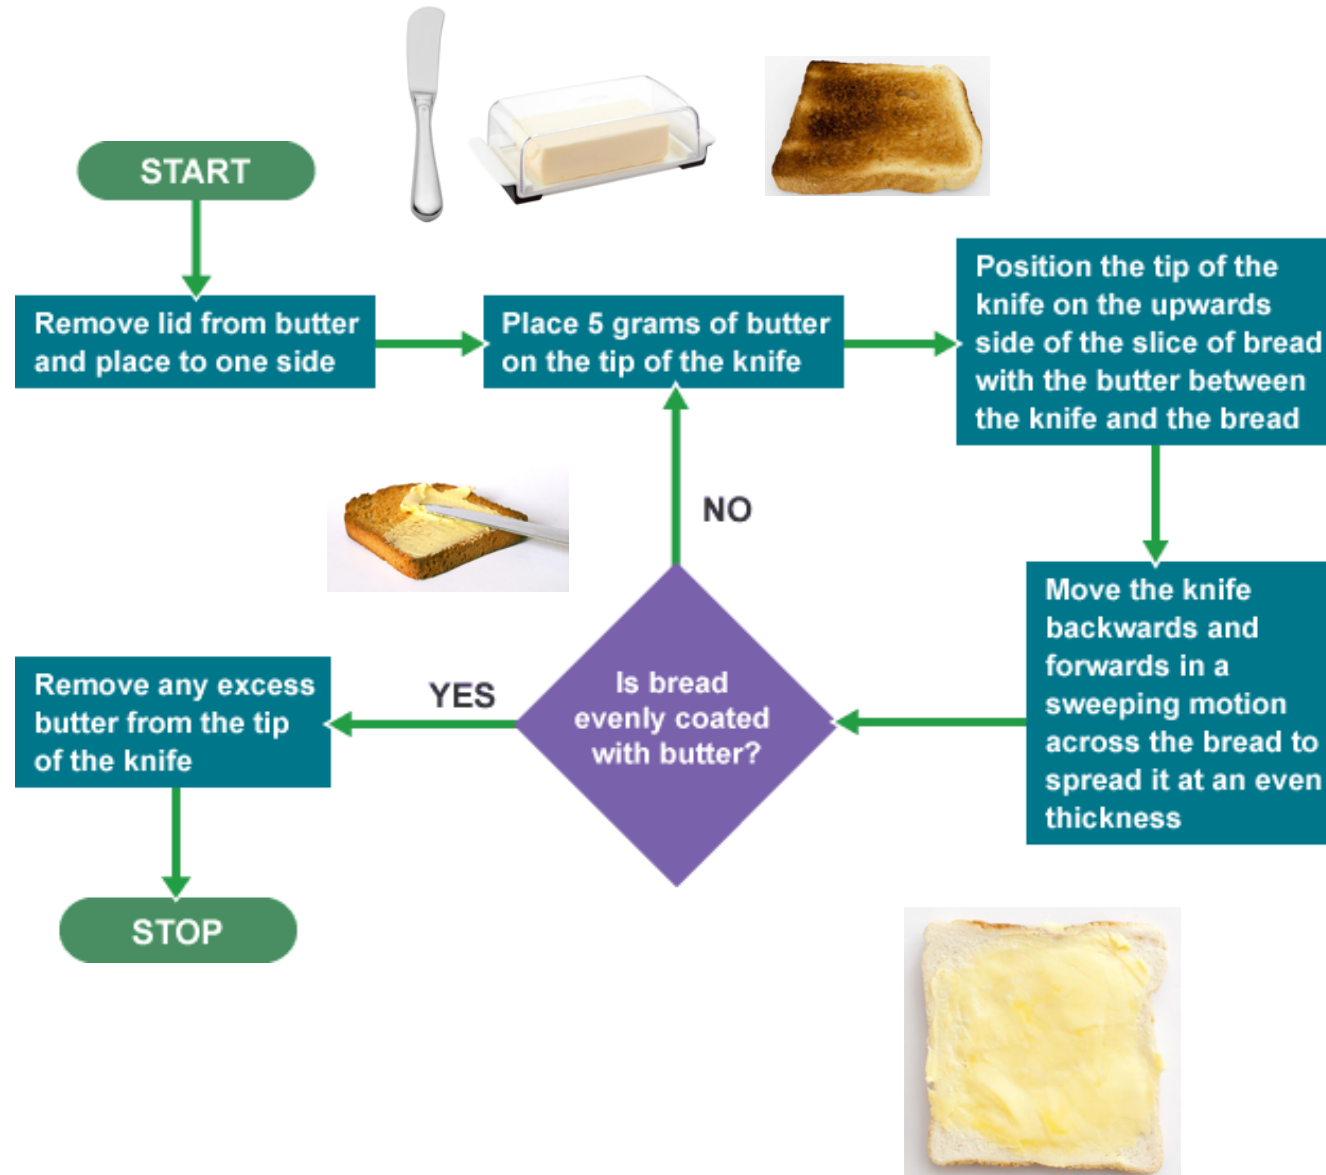 START
Remove lid from butter
and place to one side
Place 5 grams of butter
on the tip of the knife
Position the tip of the
knife on the upwards
side of the slice of bread
with the butter between
the knife and the bread
Move the knife
backwards and
forwards in a
sweeping motion
across the bread to
spread it at an even
thickness
Is bread
evenly coated
with butter?
NO
YES
Remove any excess
butter from the tip
of the knife
STOP